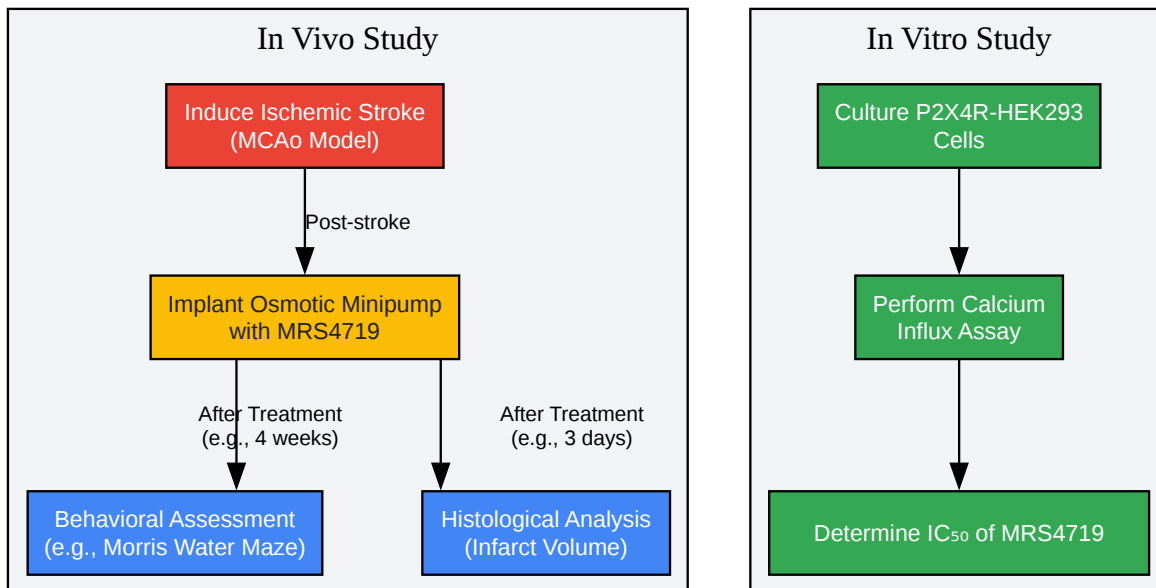 In Vivo Study
Induce Ischemic Stroke
(MCAo Model)
Post-stroke
Implant Osmotic Minipump
with MRS4719
After Treatment
(e.g., 4 weeks)
After Treatment
(e.g., 3 days)
Behavioral Assessment
(e.g., Morris Water Maze)
Histological Analysis
(Infarct Volume)
In Vitro Study
Culture P2X4R-HEK293
Cells
Perform Calcium
Influx Assay
Determine IC₅₀ of MRS4719